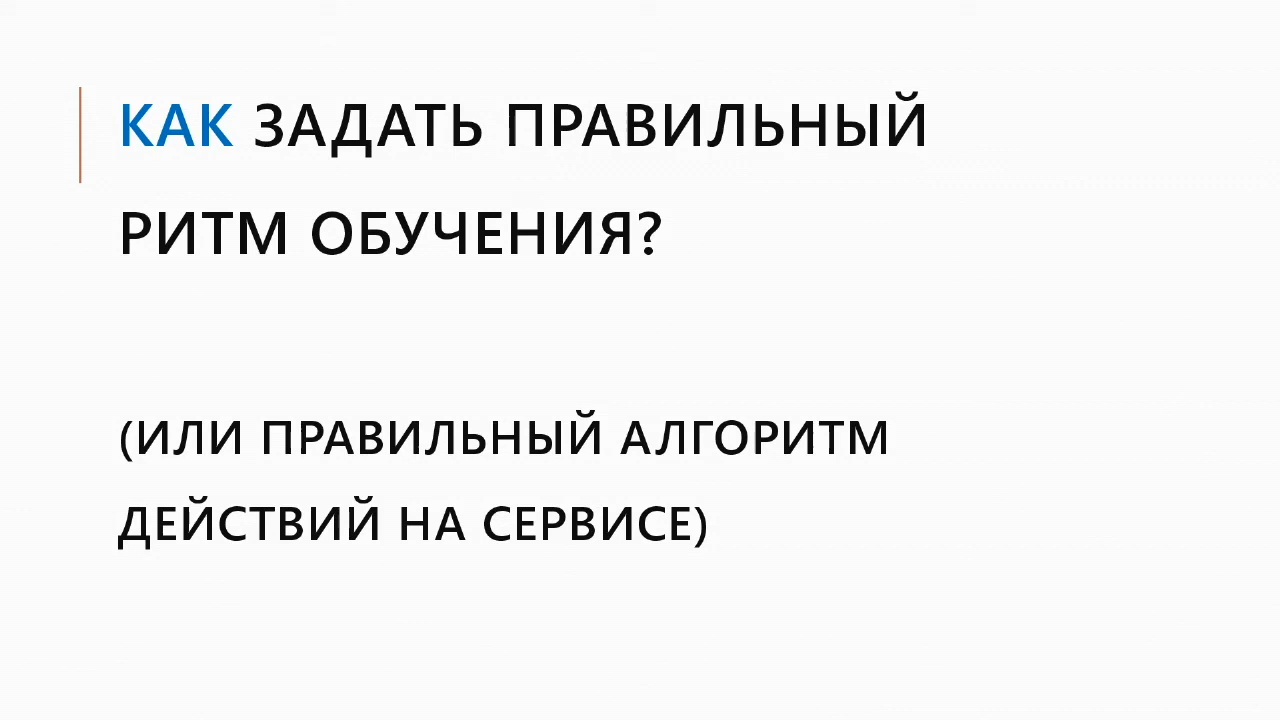 КАК ЗАДАТЬ ПРАВИЛЬНЫЙ
РИТМ ОБУЧЕНИЯ?
(ИЛИ ПРАВИЛЬНЫЙ АЛГОРИТМ
ДЕЙСТВИЙ НА СЕРВИСЕ)